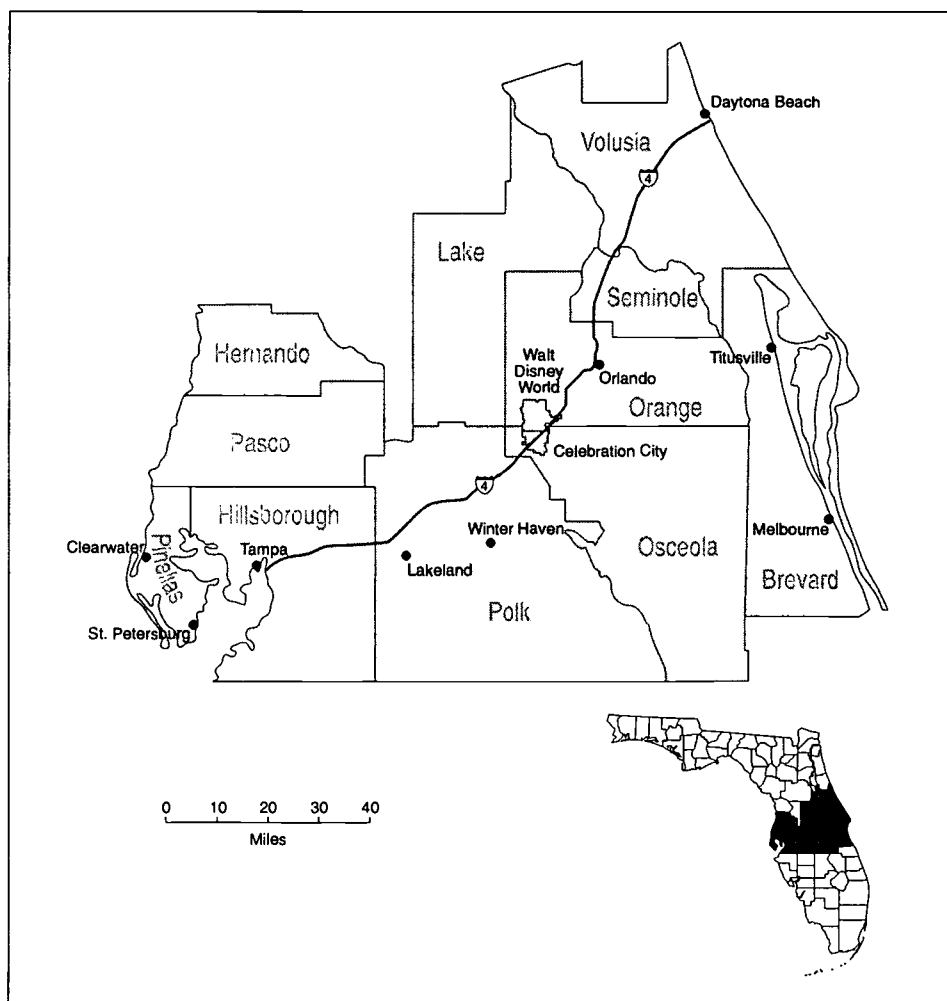 Daytona Beach
Volusia
4
Lake
Seminole
Hernando
Titusville
Walt
Disney
World
Orlando
Orange
Pasco
Celebration City
4
Hillsborough
Winter Haven
Melbourne
Clearwater
Tampa
Osceola
Pinellas
Lakeland
Brevard
Polk
St. Petersburg
0 10 20 30 40
Miles